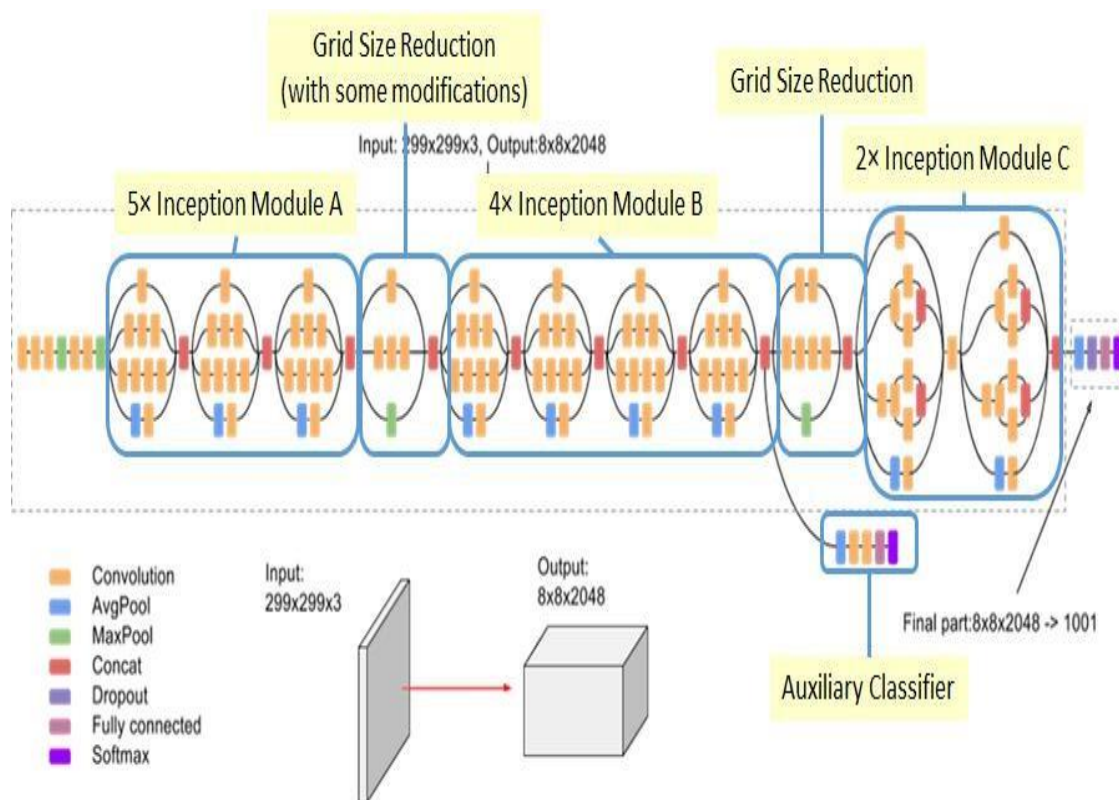 Grid Size Reduction
(with some modifications)
Grid Size Reduction
Input: 299x299x3, Output:8x8x2048
2× Inception Module C
5× Inception Module A
4× Inception Module B
Convolution
AvgPool
MaxPool
Concat
Dropout
Fully connected
Softmax
Input:
299x299x3
Output:
8x8x2048
Final part:8x8x2048 -> 1001
Auxiliary Classifier